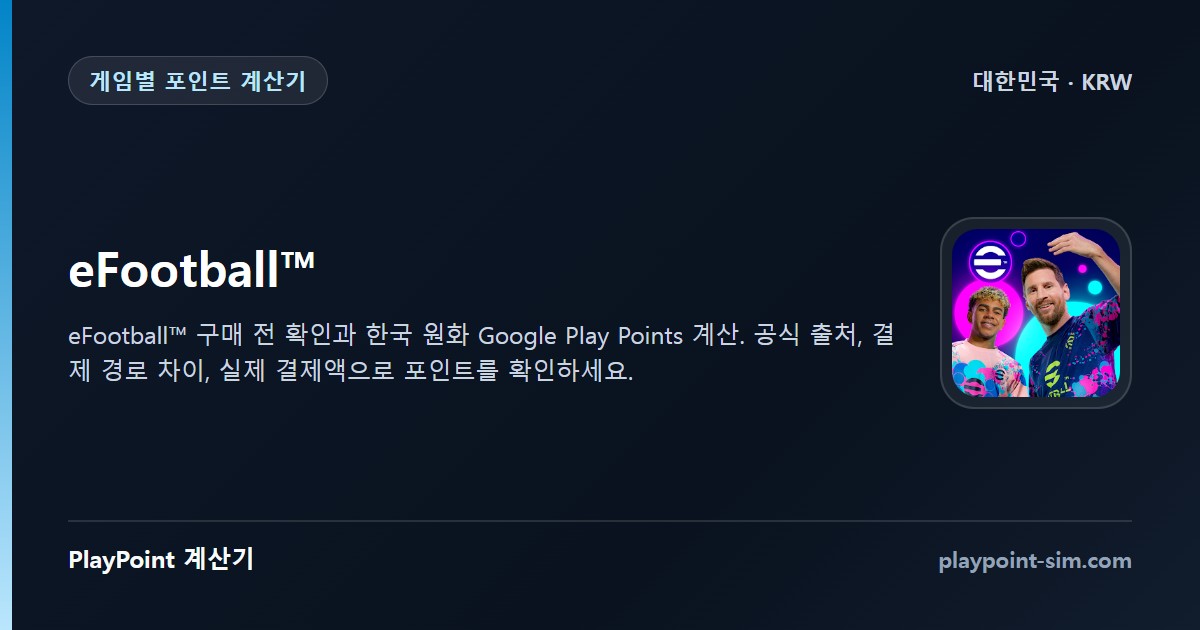 게임별 포인트 계산기
대한민국 · KRW
eFootball™
eFootball™ 구매 전 확인과 한국 원화 Google Play Points 계산. 공식 출처, 결
제 경로 차이, 실제 결제액으로 포인트를 확인하세요.
PlayPoint 계산기
playpoint-sim.com